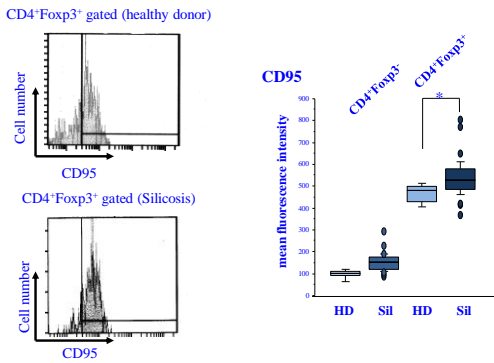 CD4⁺Foxp3⁺ gated (healthy donor)
Cell number
CD95
CD4⁺Foxp3⁺ gated (Silicosis)
Cell number
CD95
CD95
CD4⁺Foxp3⁻
CD4⁺Foxp3⁺
*
mean fluorescence intensity
900
800
700
600
500
400
300
200
100
0
HD Sil HD Sil